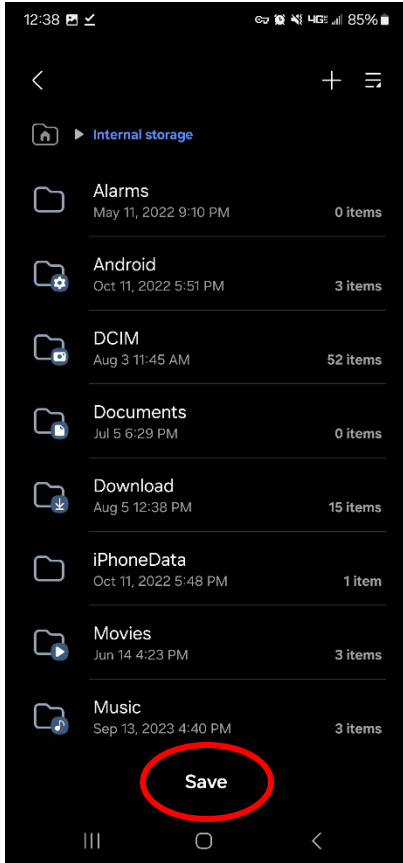 12:38 4GE 85%
Internal storage
Alarms
May 11, 2022 9:10 PM 0 items
Android
Oct 11, 2022 5:51 PM 3 items
DCIM
Aug 3 11:45 AM 52 items
Documents
Jul 5 6:29 PM 0 items
Download
Aug 5 12:38 PM 15 items
iPhoneData
Oct 11, 2022 5:48 PM 1 item
Movies
Jun 14 4:23 PM 3 items
Music
Sep 13, 2023 4:40 PM 3 items
Save